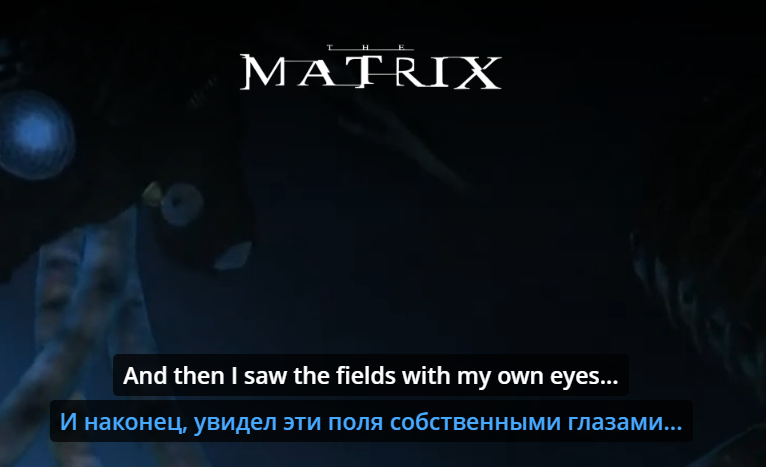 THE
MATRIX
And then I saw the fields with my own eyes...
И наконец, увидел эти поля собственными глазами...